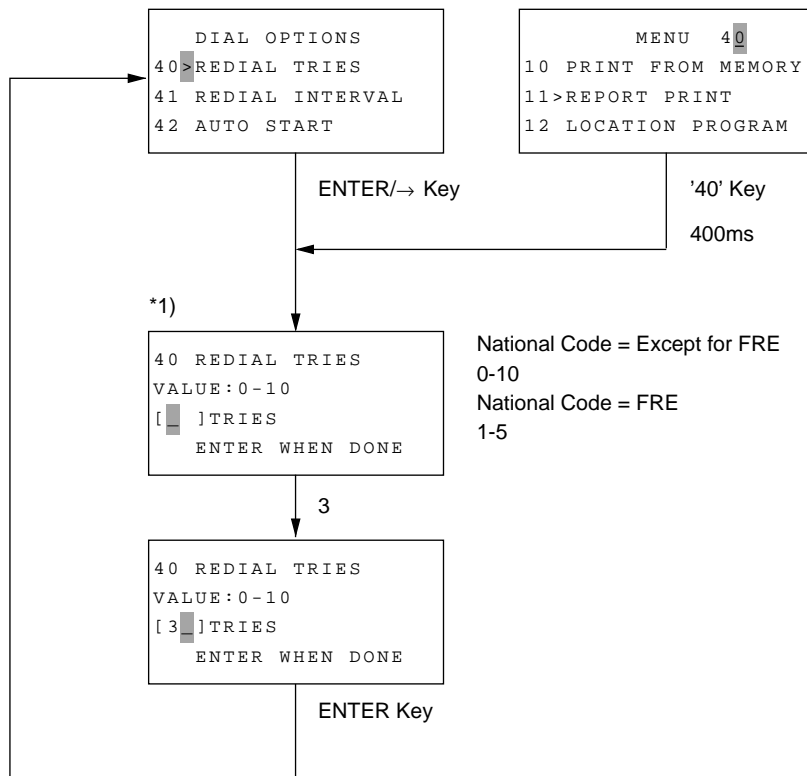 DIAL OPTIONS
40>REDIAL TRIES
41 REDIAL INTERVAL
42 AUTO START
MENU 40
10 PRINT FROM MEMORY
11>REPORT PRINT
12 LOCATION PROGRAM
ENTER/→ Key
'40' Key
400ms
*1)
40 REDIAL TRIES
VALUE:0-10
[_ ]TRIES
ENTER WHEN DONE
National Code = Except for FRE
0-10
National Code = FRE
1-5
3
40 REDIAL TRIES
VALUE:0-10
[3_]TRIES
ENTER WHEN DONE
ENTER Key